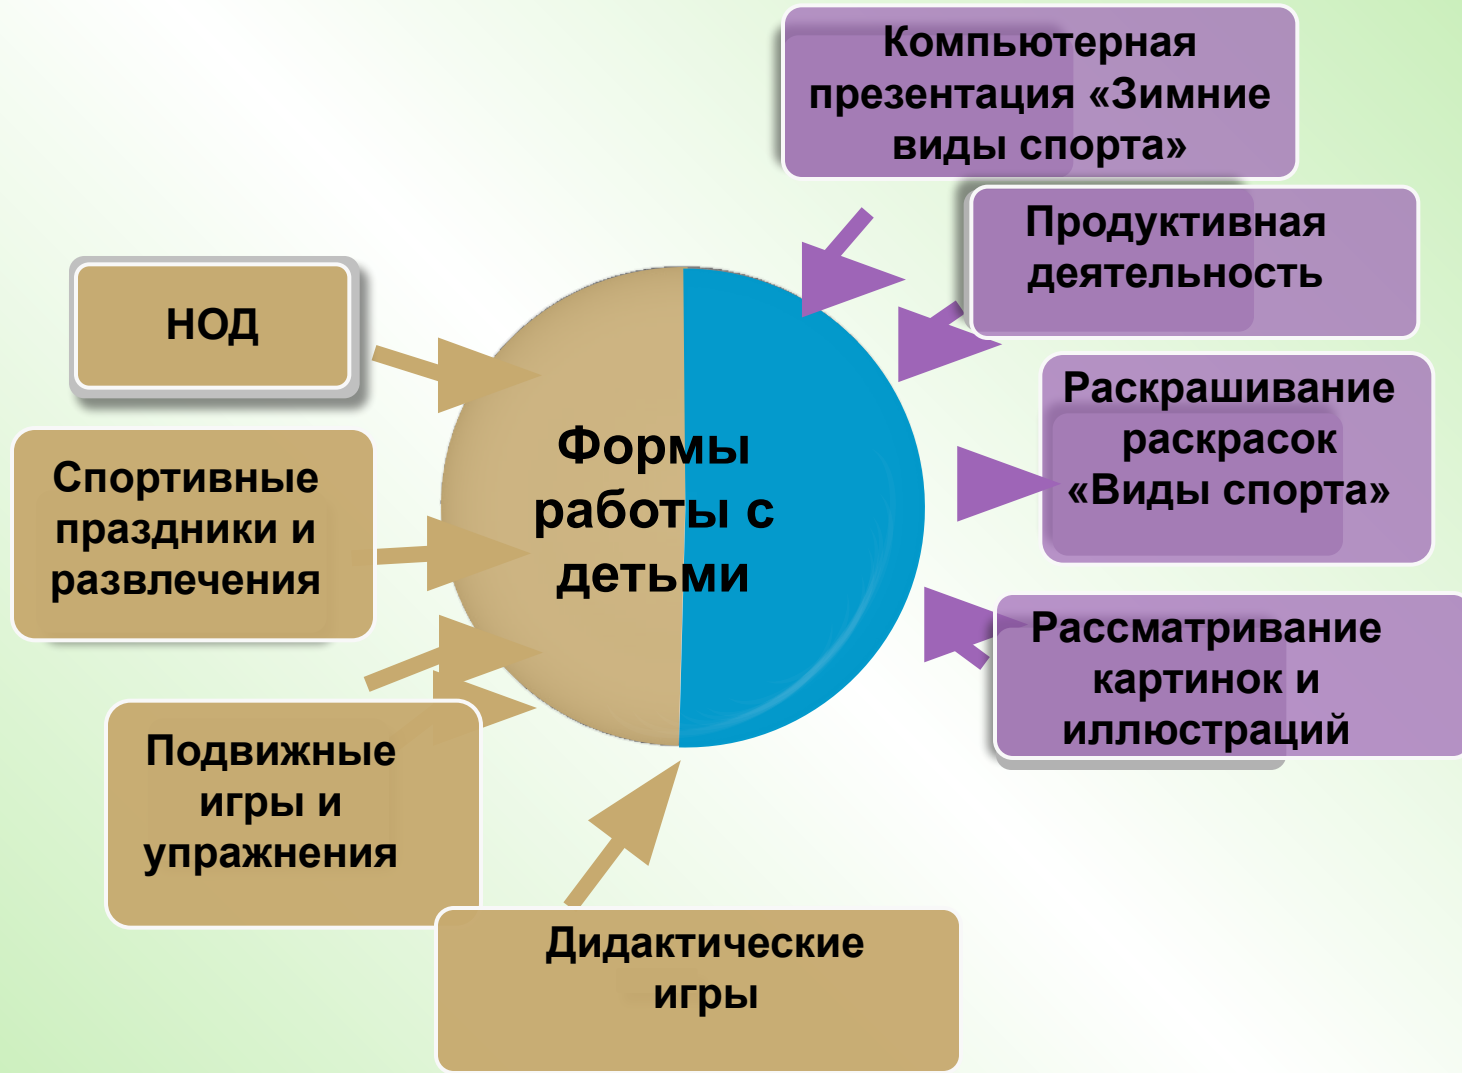 Компьютерная
презентация «Зимние
виды спорта»
Продуктивная
деятельность
НОД
Раскрашивание
раскрасок
«Виды спорта»
Формы
работы с
детьми
Спортивные
праздники и
развлечения
Рассматривание
картинок и
иллюстраций
Подвижные
игры и
упражнения
Дидактические
игры